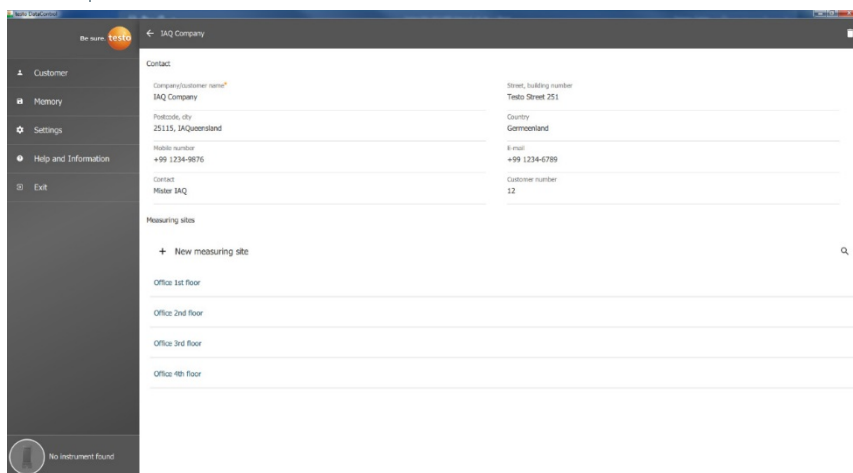 testo DataControl
Be sure. testo
IAQ Company
Customer
Memory
Settings
Help and Information
Exit
No instrument found
Contact
Company/customer name*
IAQ Company
Street, building number
Testo Street 251
Postcode, city
25115, IAQueensland
Country
Germeenland
Mobile number
+99 1234-9876
E-mail
+99 1234-6789
Contact
Mister IAQ
Customer number
12
Measuring sites
+ New measuring site
Office 1st floor
Office 2nd floor
Office 3rd floor
Office 4th floor